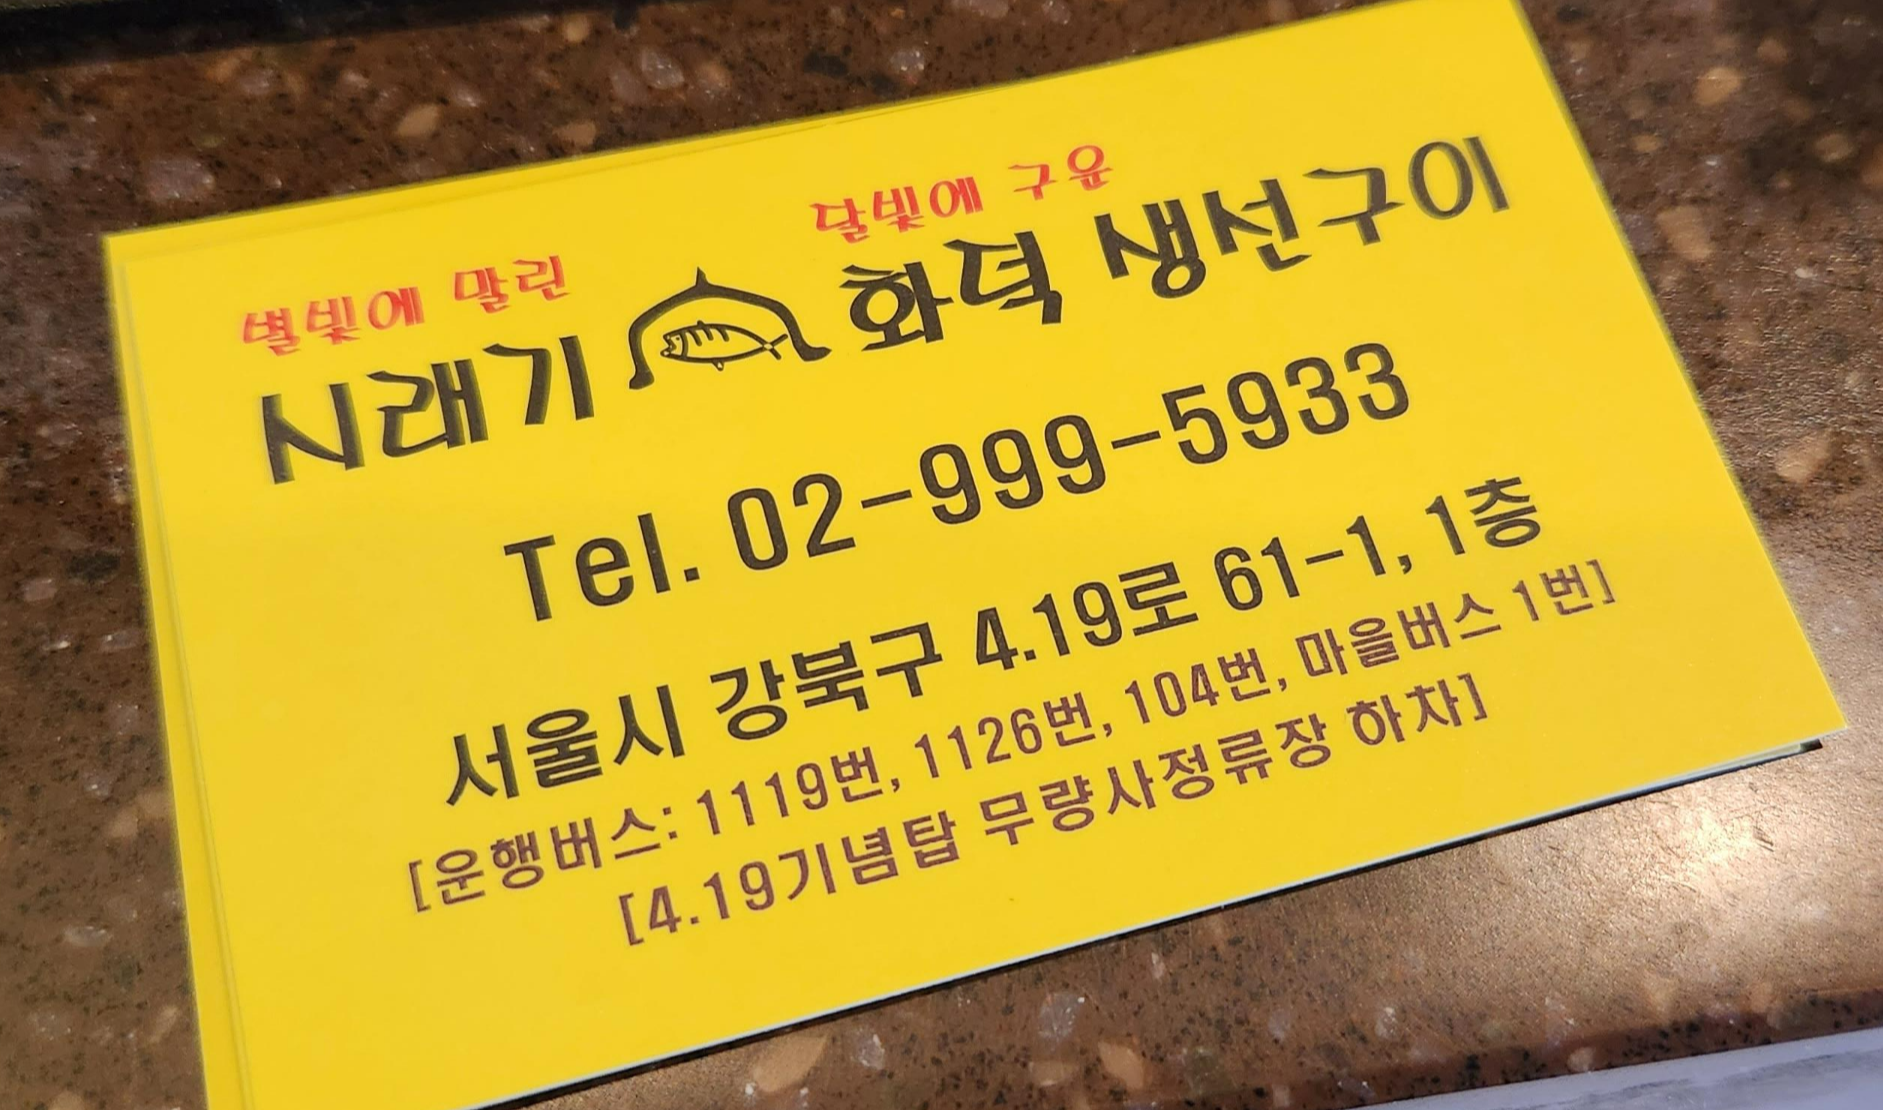 별빛에 말린 달빛에 구운
시래기 화덕 생선구이
Tel. 02-999-5933
서울시 강북구 4.19로 61-1, 1층
[운행버스: 1119번, 1126번, 104번, 마을버스 1번]
[4.19기념탑 무량사정류장 하차]